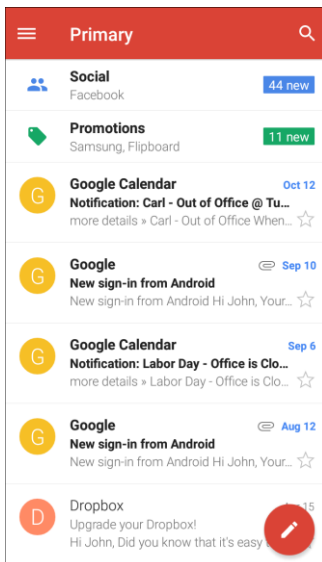 Primary
Social
Facebook
44 new
Promotions
Samsung, Flipboard
11 new
G
Google Calendar
Oct 12
Notification: Carl - Out of Office @ Tu...
more details » Carl - Out of Office When...
G
Google
Sep 10
New sign-in from Android
New sign-in from Android Hi John, Your...
G
Google Calendar
Sep 6
Notification: Labor Day - Office is Clo...
more details » Labor Day - Office is Clo...
G
Google
Aug 12
New sign-in from Android
New sign-in from Android Hi John, Your...
D
Dropbox
15
Upgrade your Dropbox!
Hi John, Did you know that it's easy